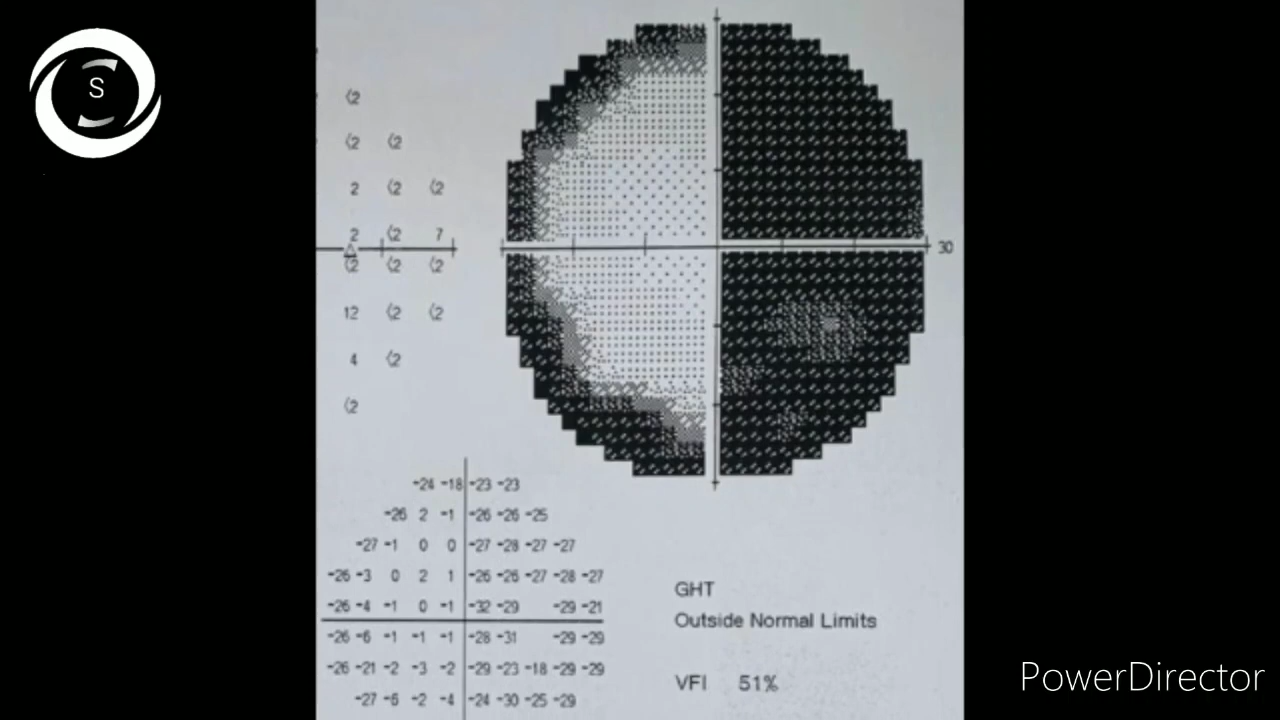 S
⟨2
⟨2 ⟨2
2 ⟨2 ⟨2
2 ⟨2 7
⟨2 ⟨2 ⟨2
12 ⟨2 ⟨2
4 ⟨2
⟨2
30
-24 -18 -23 -23
-26 2 -1 -26 -26 -25
-27 -1 0 0 -27 -28 -27 -27
-26 -3 0 2 1 -26 -26 -27 -28 -27
-26 -4 -1 0 -1 -32 -29 -29 -21
-26 -6 -1 -1 -1 -28 -31 -29 -29
-26 -21 -2 -3 -2 -29 -23 -18 -29 -29
-27 -6 -2 -4 -24 -30 -25 -29
GHT
Outside Normal Limits
VFI 51%
PowerDirector